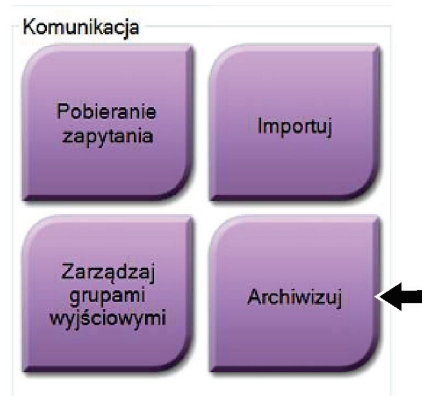 Komunikacja
Pobieranie
zapytania
Importuj
Zarządzaj
grupami
wyjściowymi
Archiwizuj